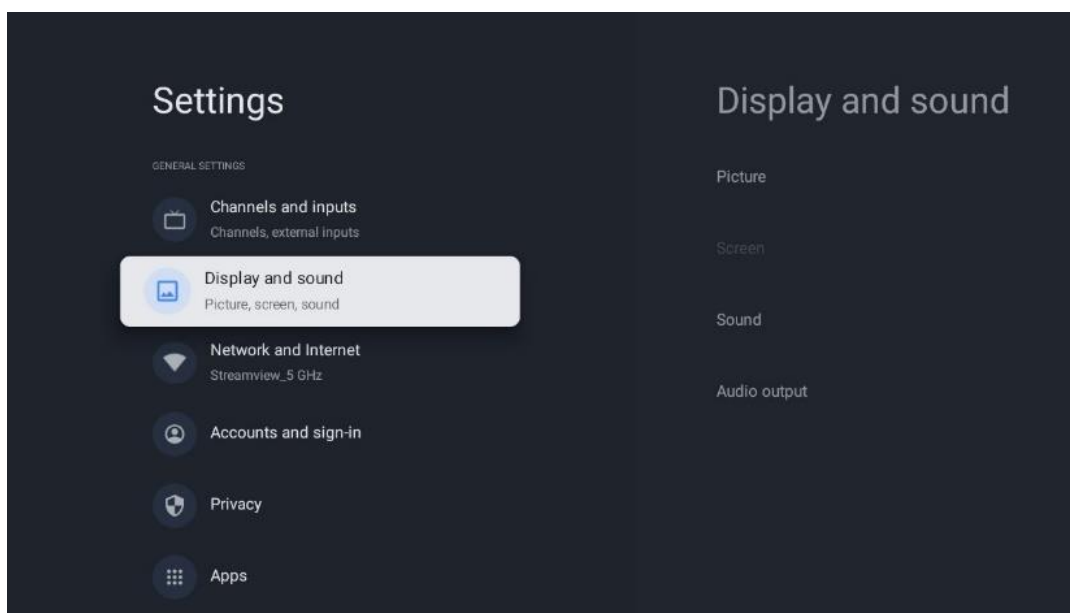 Settings
GENERAL SETTINGS
Channels and inputs
Channels, external inputs
Display and sound
Picture, screen, sound
Network and Internet
Streamview_5 GHz
Accounts and sign-in
Privacy
Apps
Display and sound
Picture
Screen
Sound
Audio output